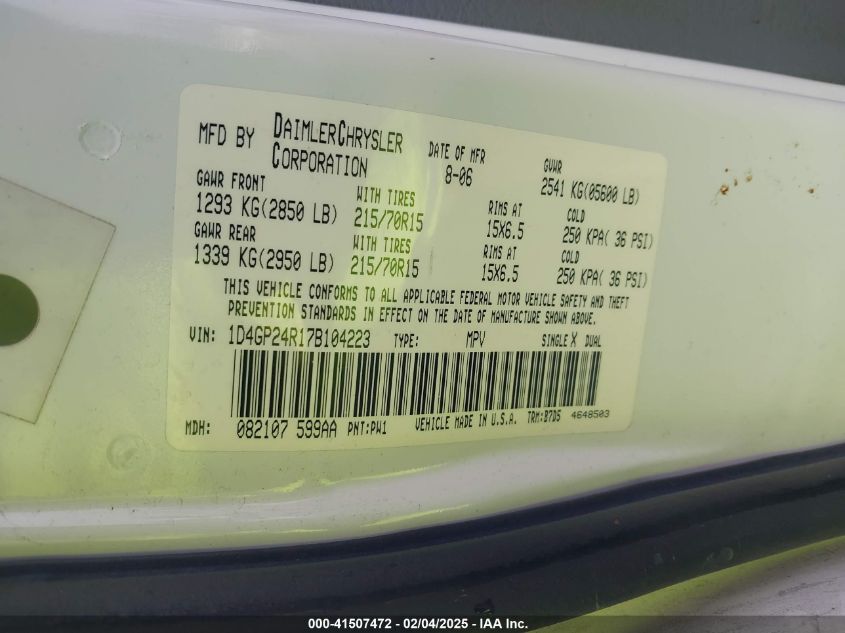 MFD BY DAIMLERCHRYSLER CORPORATION
DATE OF MFR 8-06
GVWR 2541 KG(05600 LB)
GAWR FRONT WITH TIRES RIMS AT COLD
1293 KG(2850 LB) 215/70R15 15X6.5 250 KPA( 36 PSI)
GAWR REAR WITH TIRES RIMS AT COLD
1339 KG(2950 LB) 215/70R15 15X6.5 250 KPA( 36 PSI)
THIS VEHICLE CONFORMS TO ALL APPLICABLE FEDERAL MOTOR VEHICLE SAFETY AND THEFT
PREVENTION STANDARDS IN EFFECT ON THE DATE OF MANUFACTURE SHOWN ABOVE.
VIN: 1D4GP24R17B104223 TYPE: MPV SINGLE X DUAL
MDH: 082107 599AA PNT:PW1 VEHICLE MADE IN U.S.A. TRM:B7D5 4648503
000-41507472 - 02/04/2025 - IAA Inc.